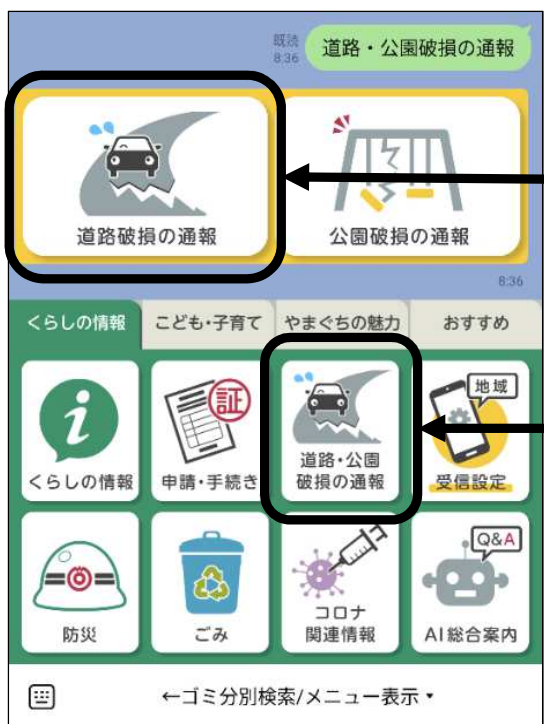 既読
8:36
道路・公園破損の通報
道路破損の通報
公園破損の通報
8:36
くらしの情報
こども・子育て
やまぐちの魅力
おすすめ
くらしの情報
証
申請・手続き
道路・公園
破損の通報
地域
受信設定
防災
ごみ
コロナ
関連情報
Q&A
AI総合案内
←ゴミ分別検索/メニュー表示▼